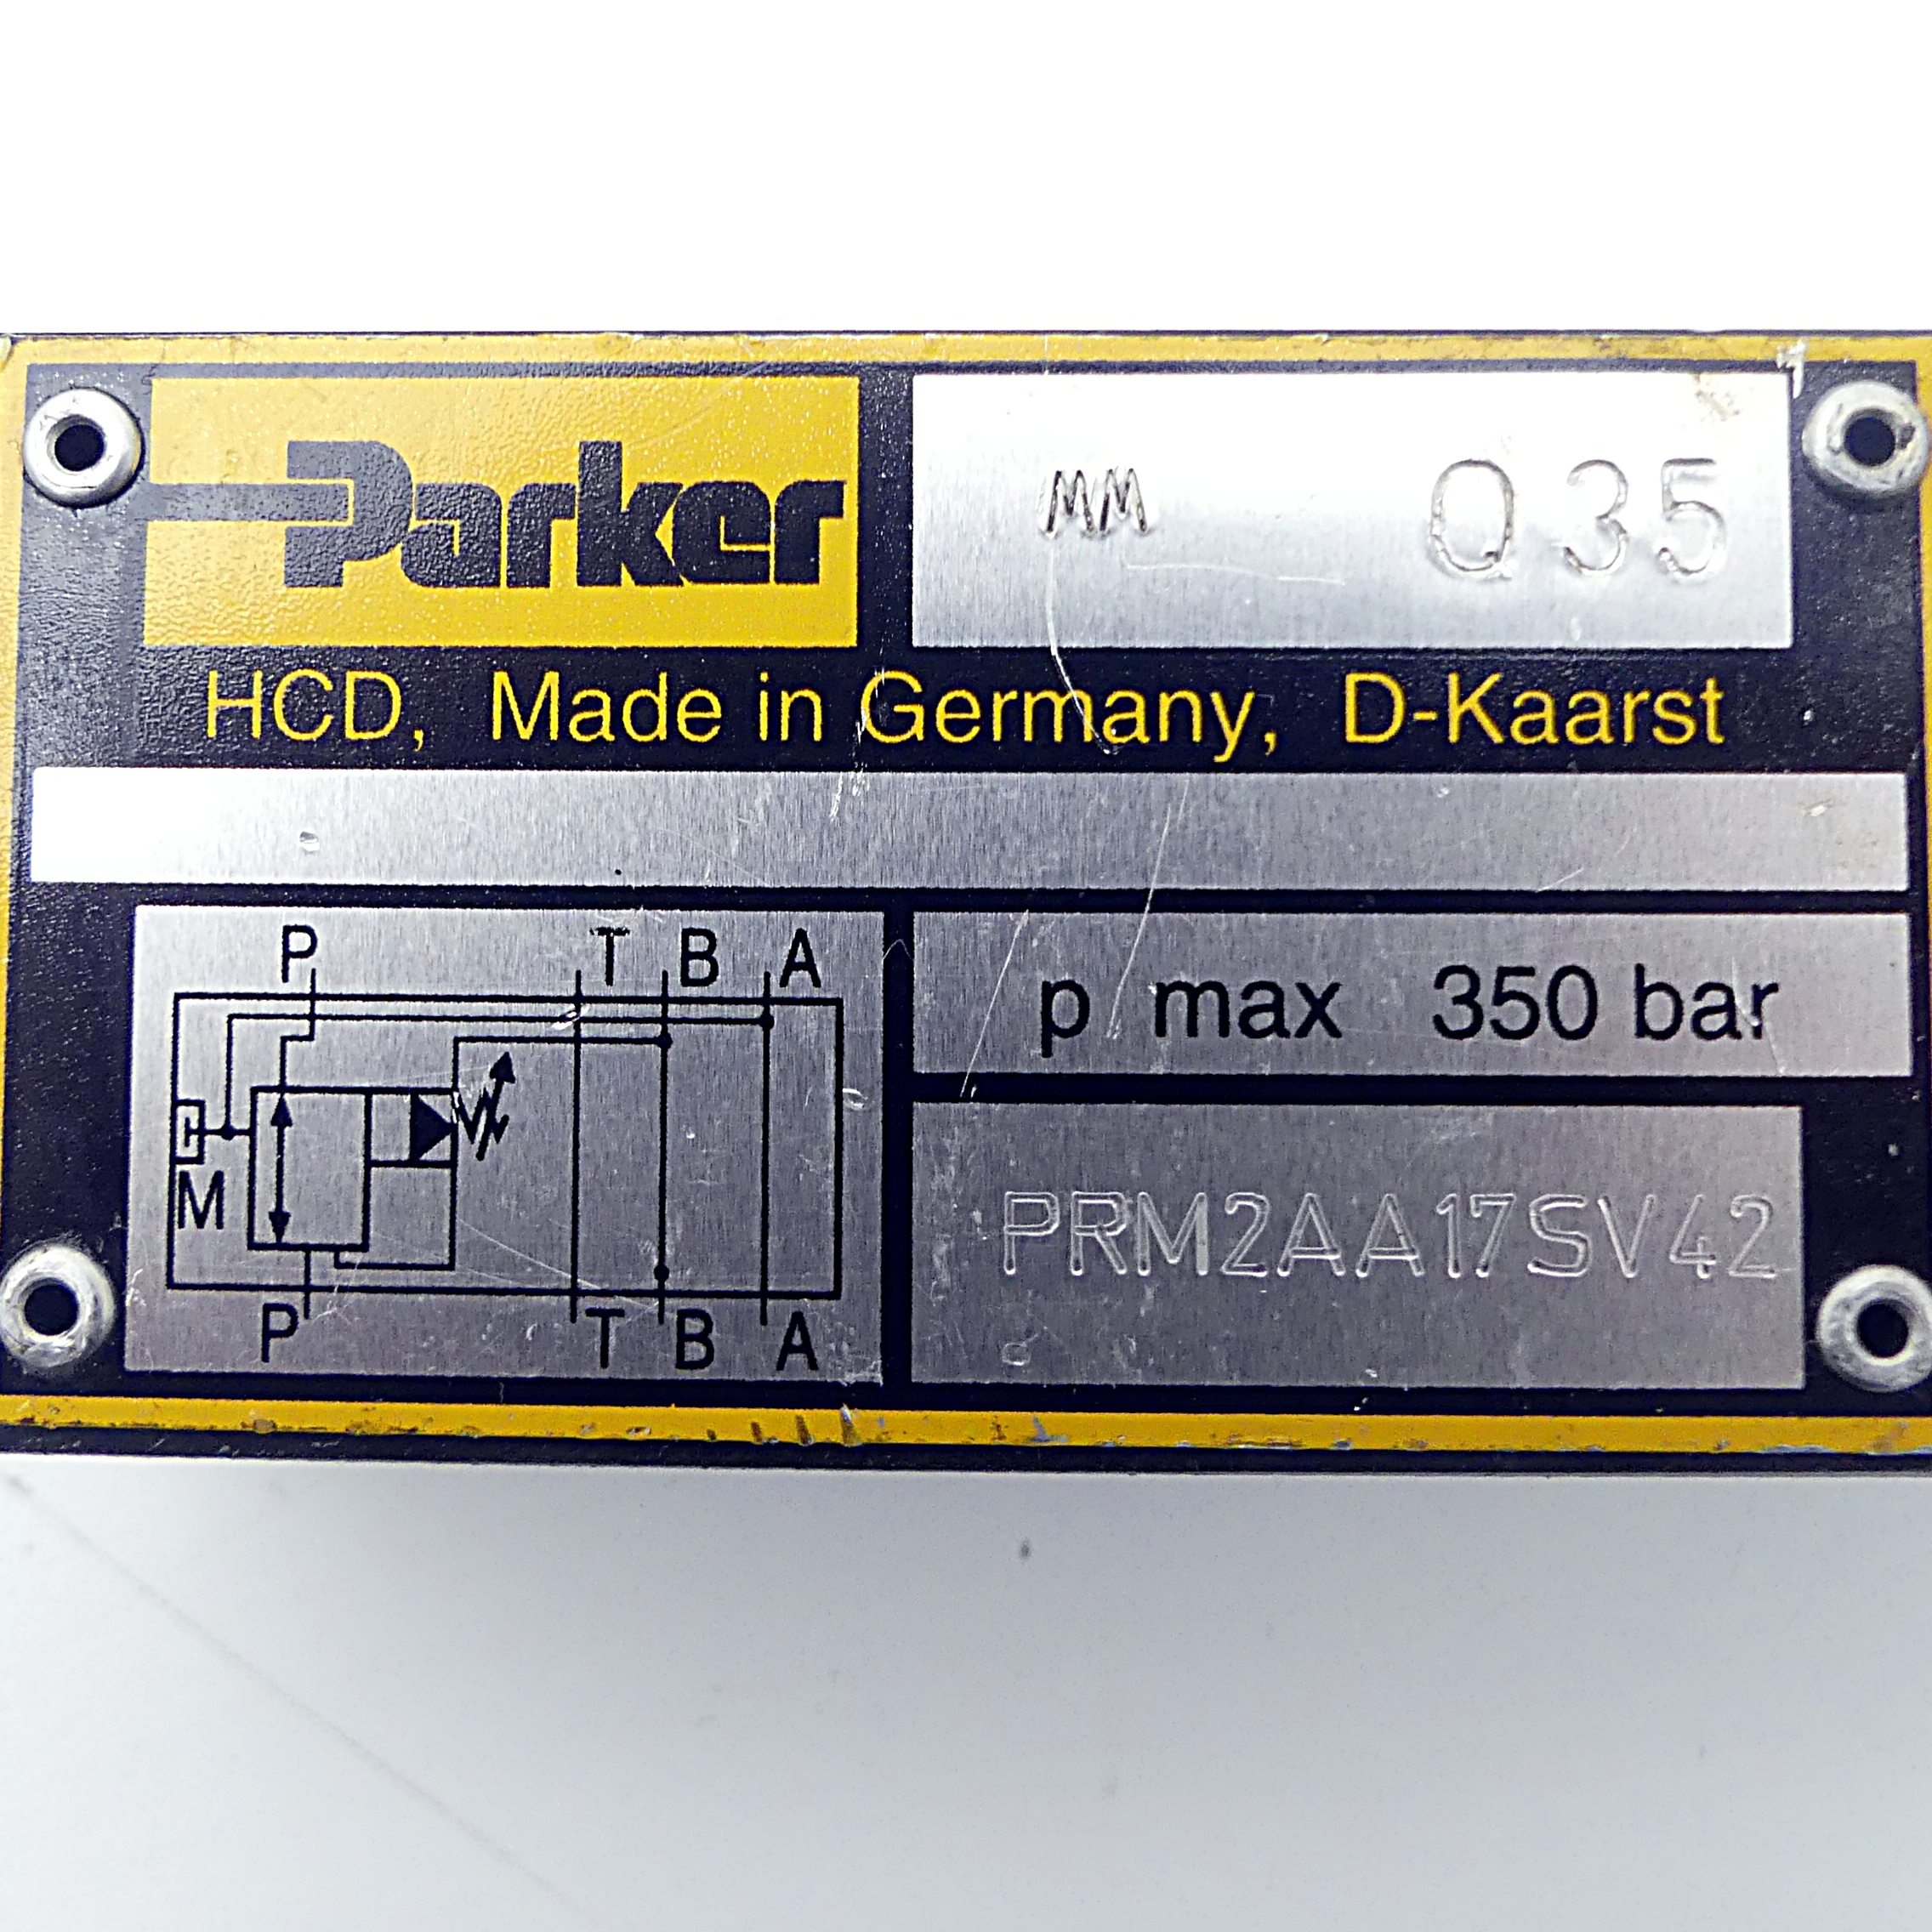 Parker
MM Q35
HCD, Made in Germany, D-Kaarst
P T B A
p max 350 bar
M
PRM2AA17SV42
P T B A